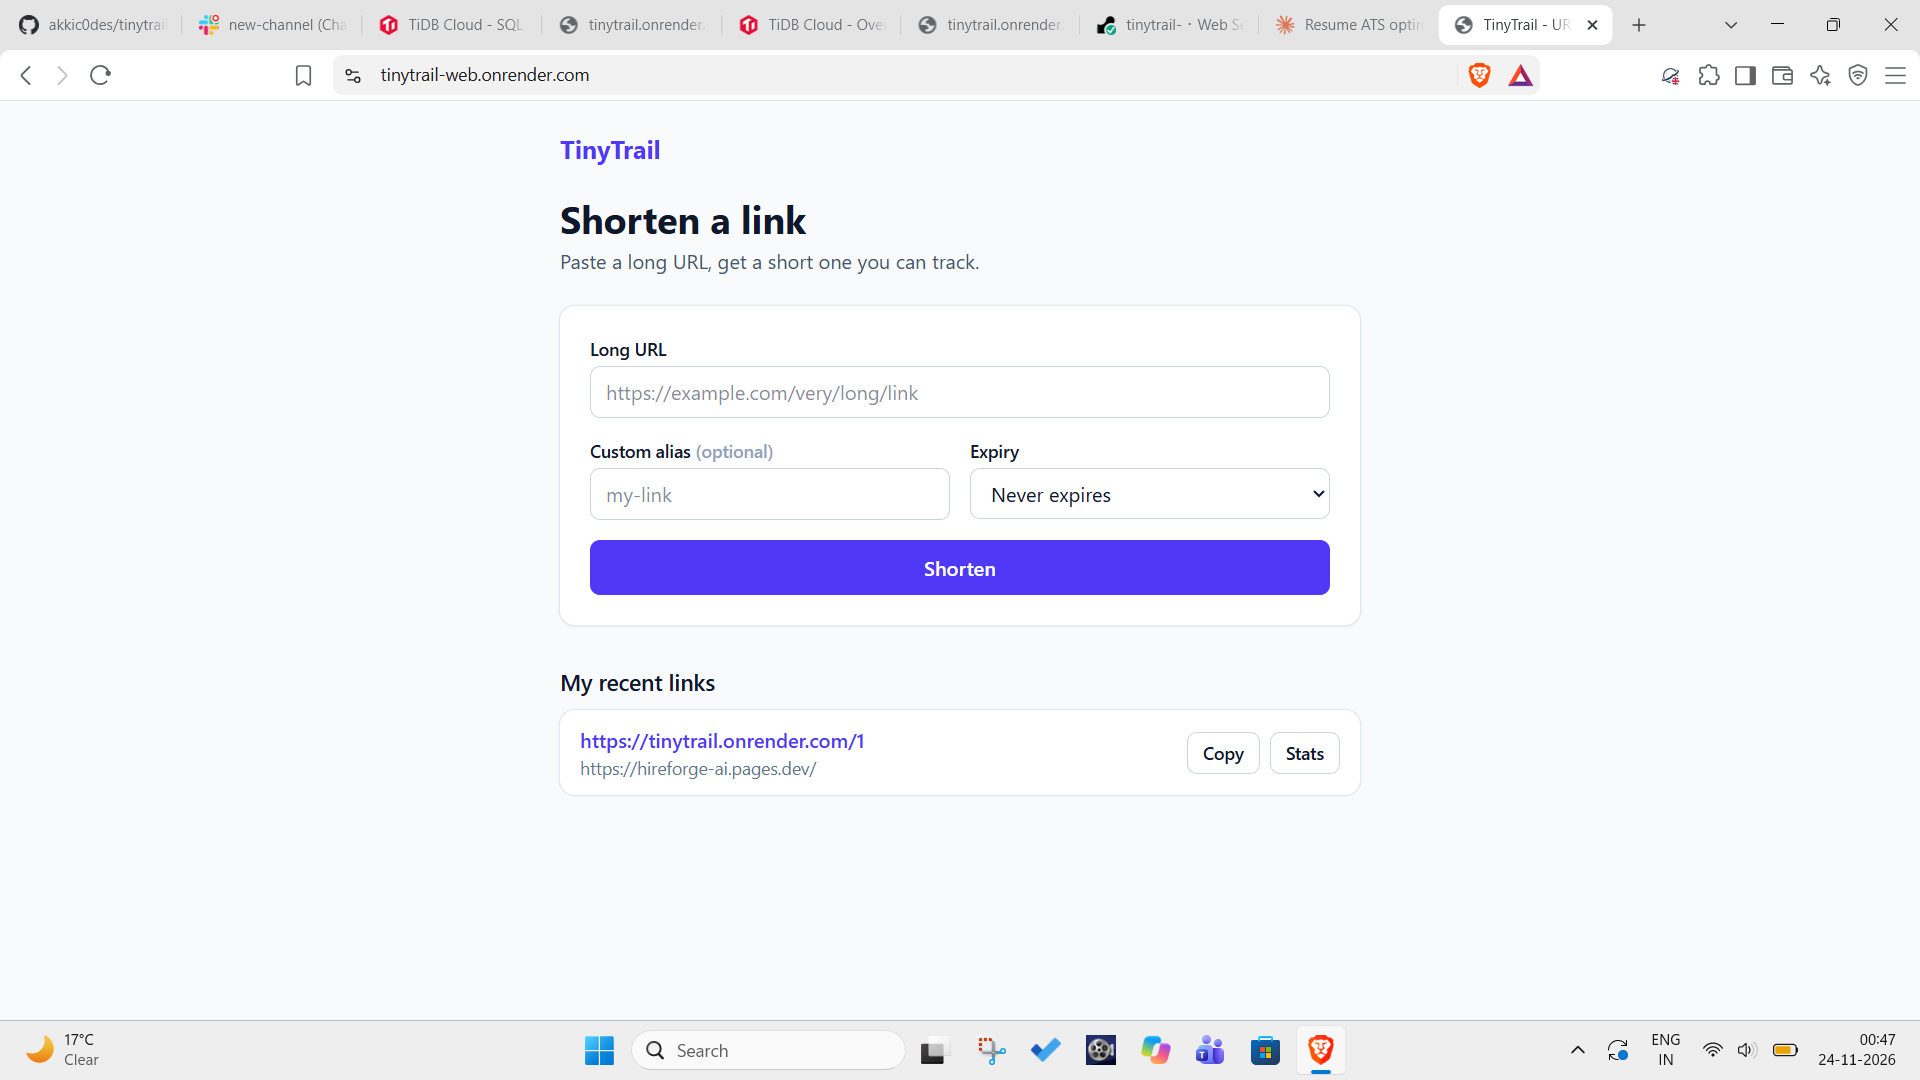 akkic0des/tinytrail
new-channel (Cha
TiDB Cloud - SQL
tinytrail.onrender.
TiDB Cloud - Over
tinytrail.onrender.
tinytrail- · Web Se
Resume ATS optim
TinyTrail - UR
tinytrail-web.onrender.com
TinyTrail
Shorten a link
Paste a long URL, get a short one you can track.
Long URL
https://example.com/very/long/link
Custom alias (optional)
Expiry
my-link
Never expires
Shorten
My recent links
https://tinytrail.onrender.com/1
https://hireforge-ai.pages.dev/
Copy
Stats
17°C
Clear
Search
ENG
IN
00:47
24-11-2026